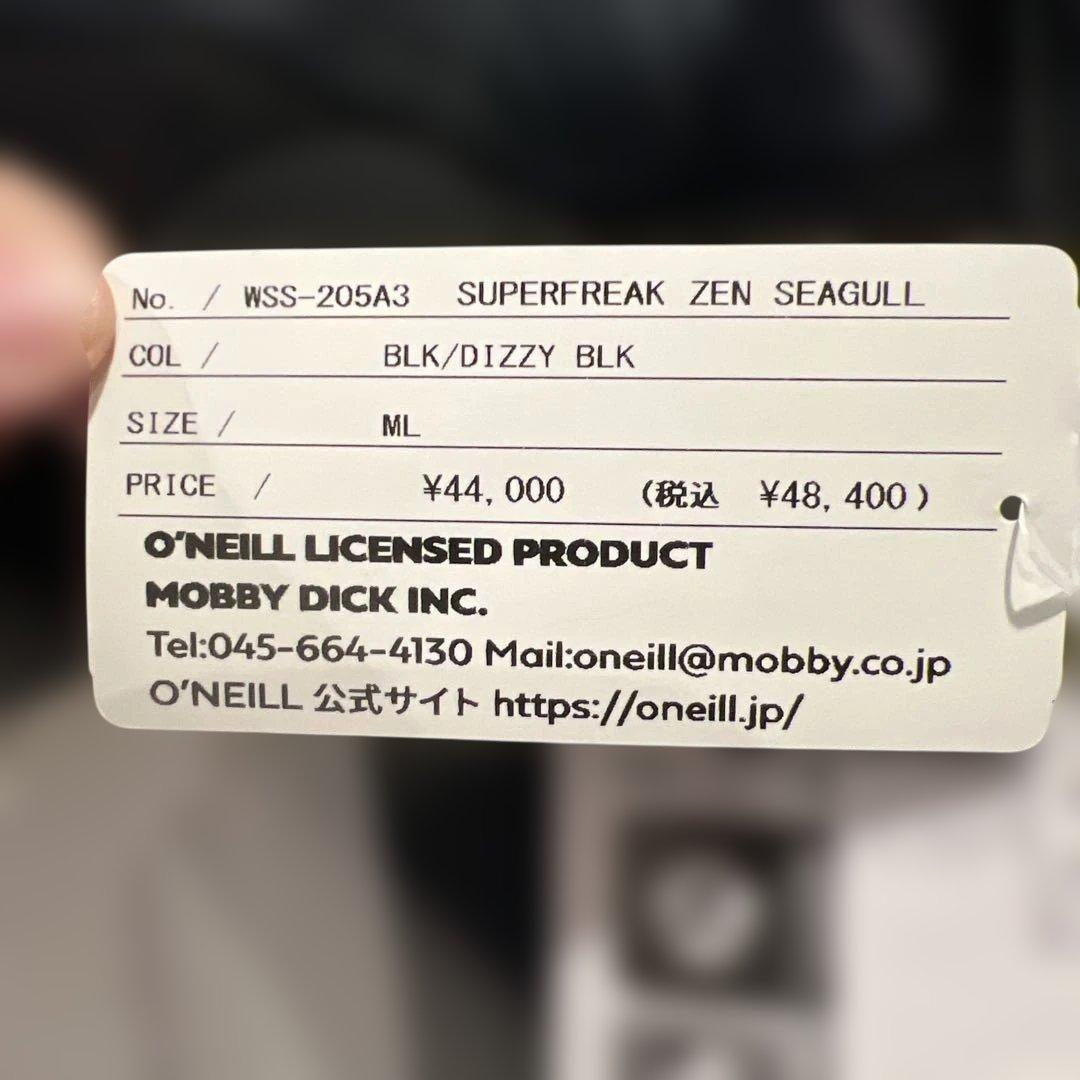 No. / WSS-205A3 SUPERFREAK ZEN SEAGULL
COL / BLK/DIZZY BLK
SIZE / ML
PRICE / ¥44,000 (税込 ¥48,400)
O'NEILL LICENSED PRODUCT
MOBBY DICK INC.
Tel:045-664-4130 Mail:oneill@mobby.co.jp
O'NEILL 公式サイト https://oneill.jp/